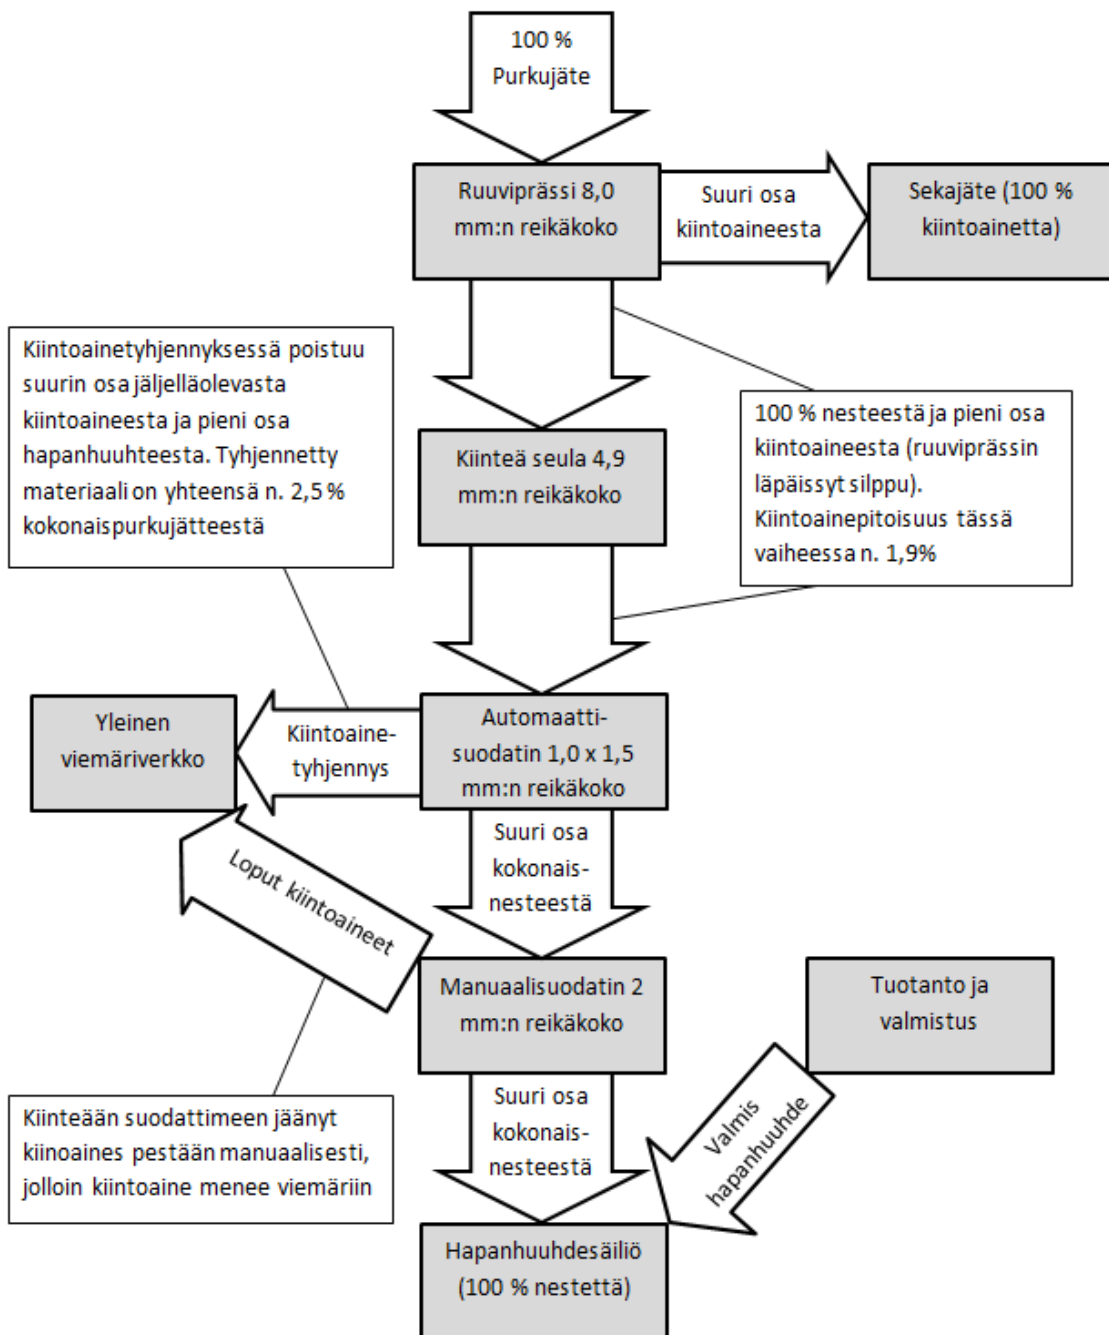 100 %
Purkujäte
Ruuviprässi 8,0
mm:n reikäkoko
Suuri osa
kiintoaineesta
Sekajäte (100 %
kiintoainetta)
Kiintoainetyhjennyksessä poistuu
suurin osa jäljelläolevasta
kiintoaineesta ja pieni osa
hapanhuuhteesta. Tyhjennetty
materiaali on yhteensä n. 2,5 %
kokonaispurkujätteestä
100 % nesteestä ja pieni osa
kiintoaineesta (ruuviprässin
läpäissyt silppu).
Kiintoainepitoisuus tässä
vaiheessa n. 1,9%
Kiinteä seula 4,9
mm:n reikäkoko
Yleinen
viemäriverkko
Kiintoaine-
tyhjennys
Automaatti-
suodatin 1,0 x 1,5
mm:n reikäkoko
Suuri osa
kokonais-
nesteestä
Loput kiintoaineet
Manuaalisuodatin 2
mm:n reikäkoko
Tuotanto ja
valmistus
Kiinteään suodattimeen jäänyt
kiinoaines pestään manuaalisesti,
jolloin kiintoaine menee viemäriin
Suuri osa
kokonais-
nesteestä
Valmis
hapanhuuhde
Hapanhuuhdesäiliö
(100 % nestettä)